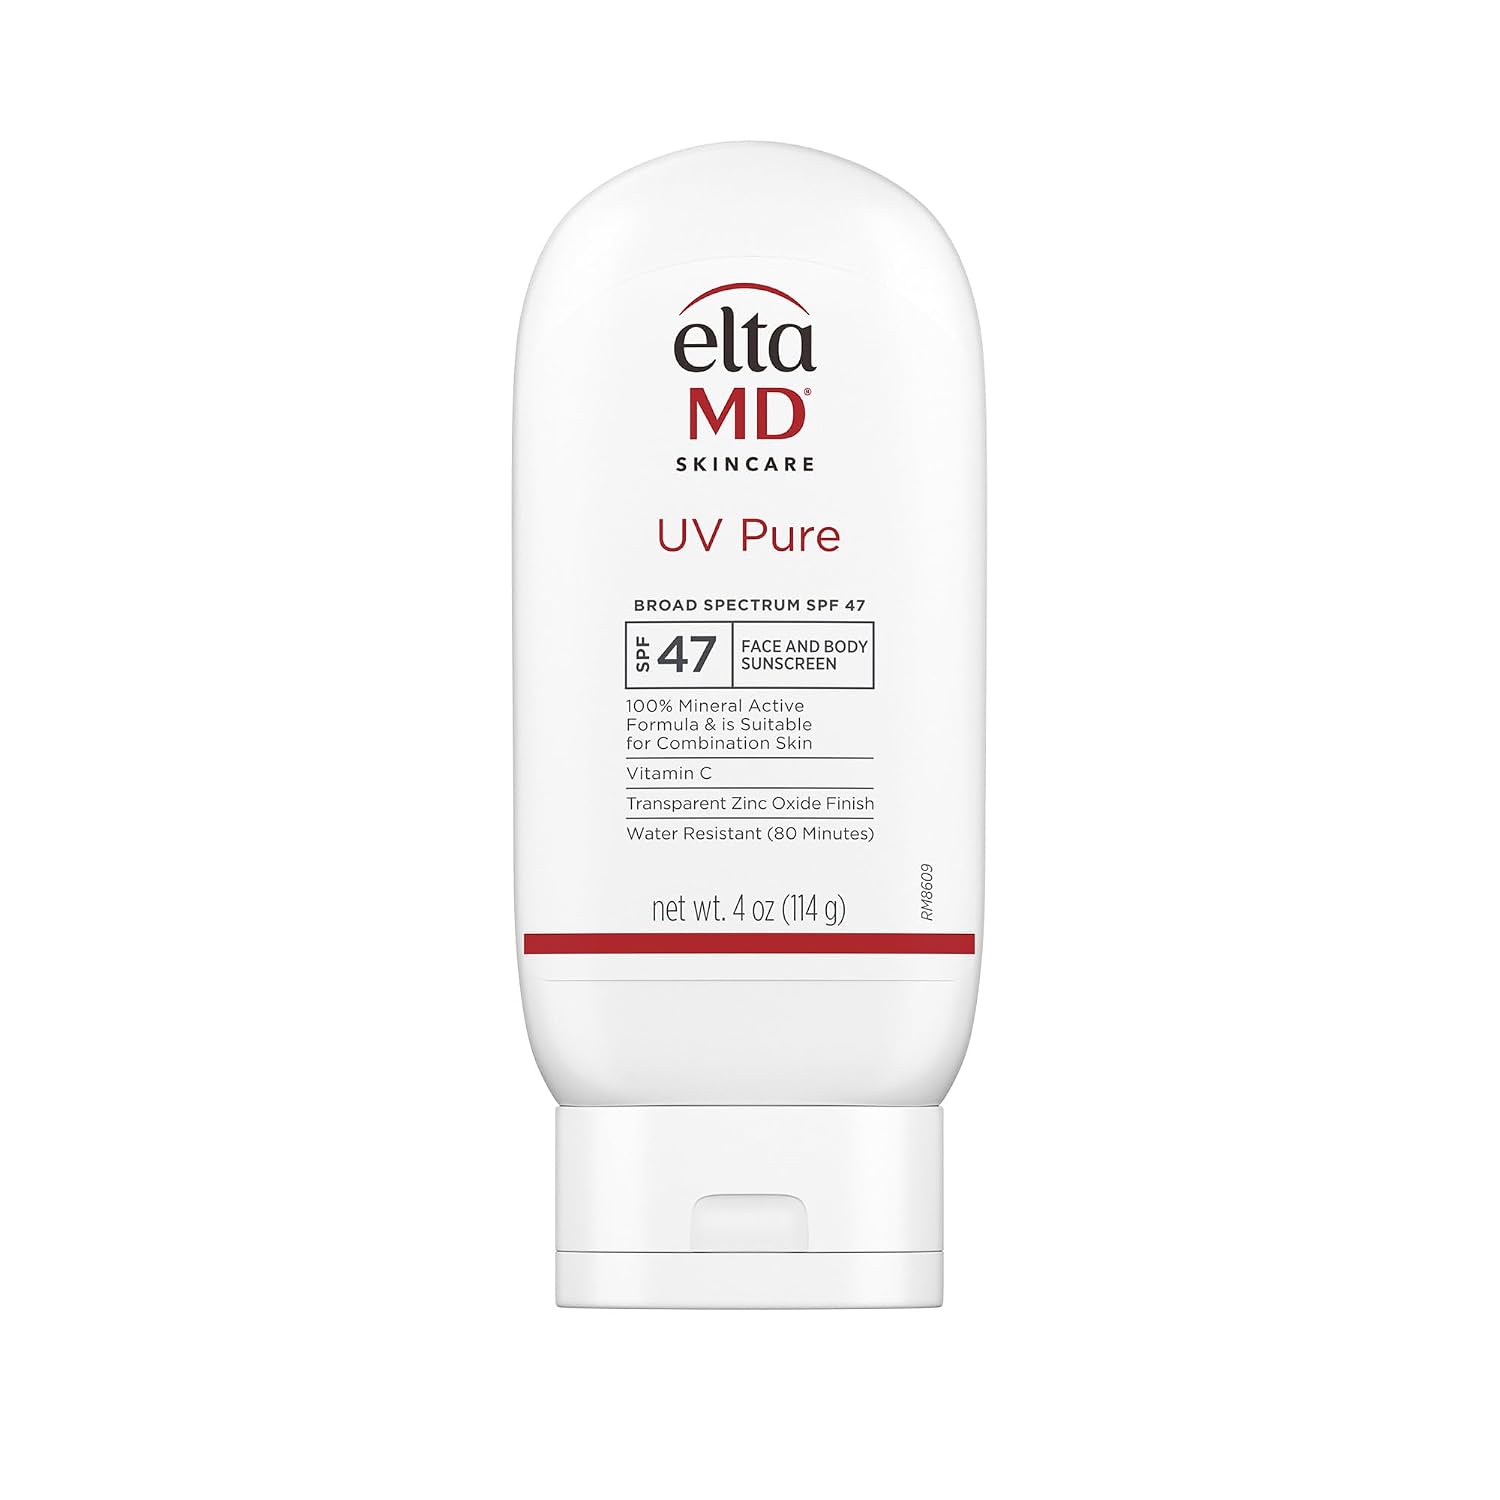 elta
MD®
SKINCARE
UV Pure
BROAD SPECTRUM SPF 47
SPF 47
FACE AND BODY
SUNSCREEN
100% Mineral Active
Formula & is Suitable
for Combination Skin
Vitamin C
Transparent Zinc Oxide Finish
Water Resistant (80 Minutes)
RM8609
net wt. 4 oz (114 g)